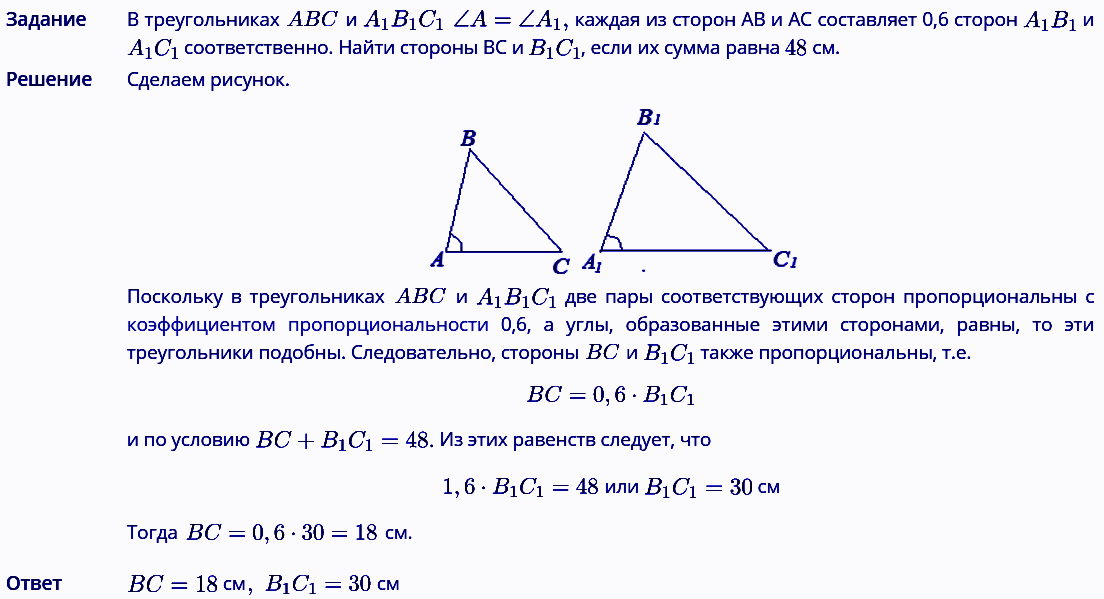 Задание В треугольниках ABC и A₁B₁C₁ ∠A = ∠A₁, каждая из сторон AB и AC составляет 0,6 сторон A₁B₁ и
A₁C₁ соответственно. Найти стороны BC и B₁C₁, если их сумма равна 48 см.
Решение Сделаем рисунок.
B₁
B
A C A₁ C₁
Поскольку в треугольниках ABC и A₁B₁C₁ две пары соответствующих сторон пропорциональны с
коэффициентом пропорциональности 0,6, а углы, образованные этими сторонами, равны, то эти
треугольники подобны. Следовательно, стороны BC и B₁C₁ также пропорциональны, т.е.
BC = 0,6 · B₁C₁
и по условию BC + B₁C₁ = 48. Из этих равенств следует, что
1,6 · B₁C₁ = 48 или B₁C₁ = 30 см
Тогда BC = 0,6 · 30 = 18 см.
Ответ BC = 18 см, B₁C₁ = 30 см